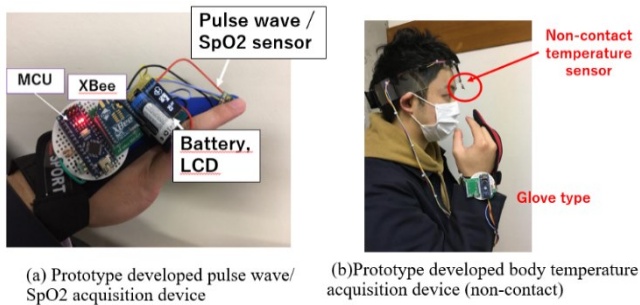 Pulse wave /
SpO2 sensor
MCU
XBee
Battery,
LCD
SPORT
(a) Prototype developed pulse wave/
SpO2 acquisition device
Non-contact
temperature
sensor
Glove type
(b)Prototype developed body temperature
acquisition device (non-contact)